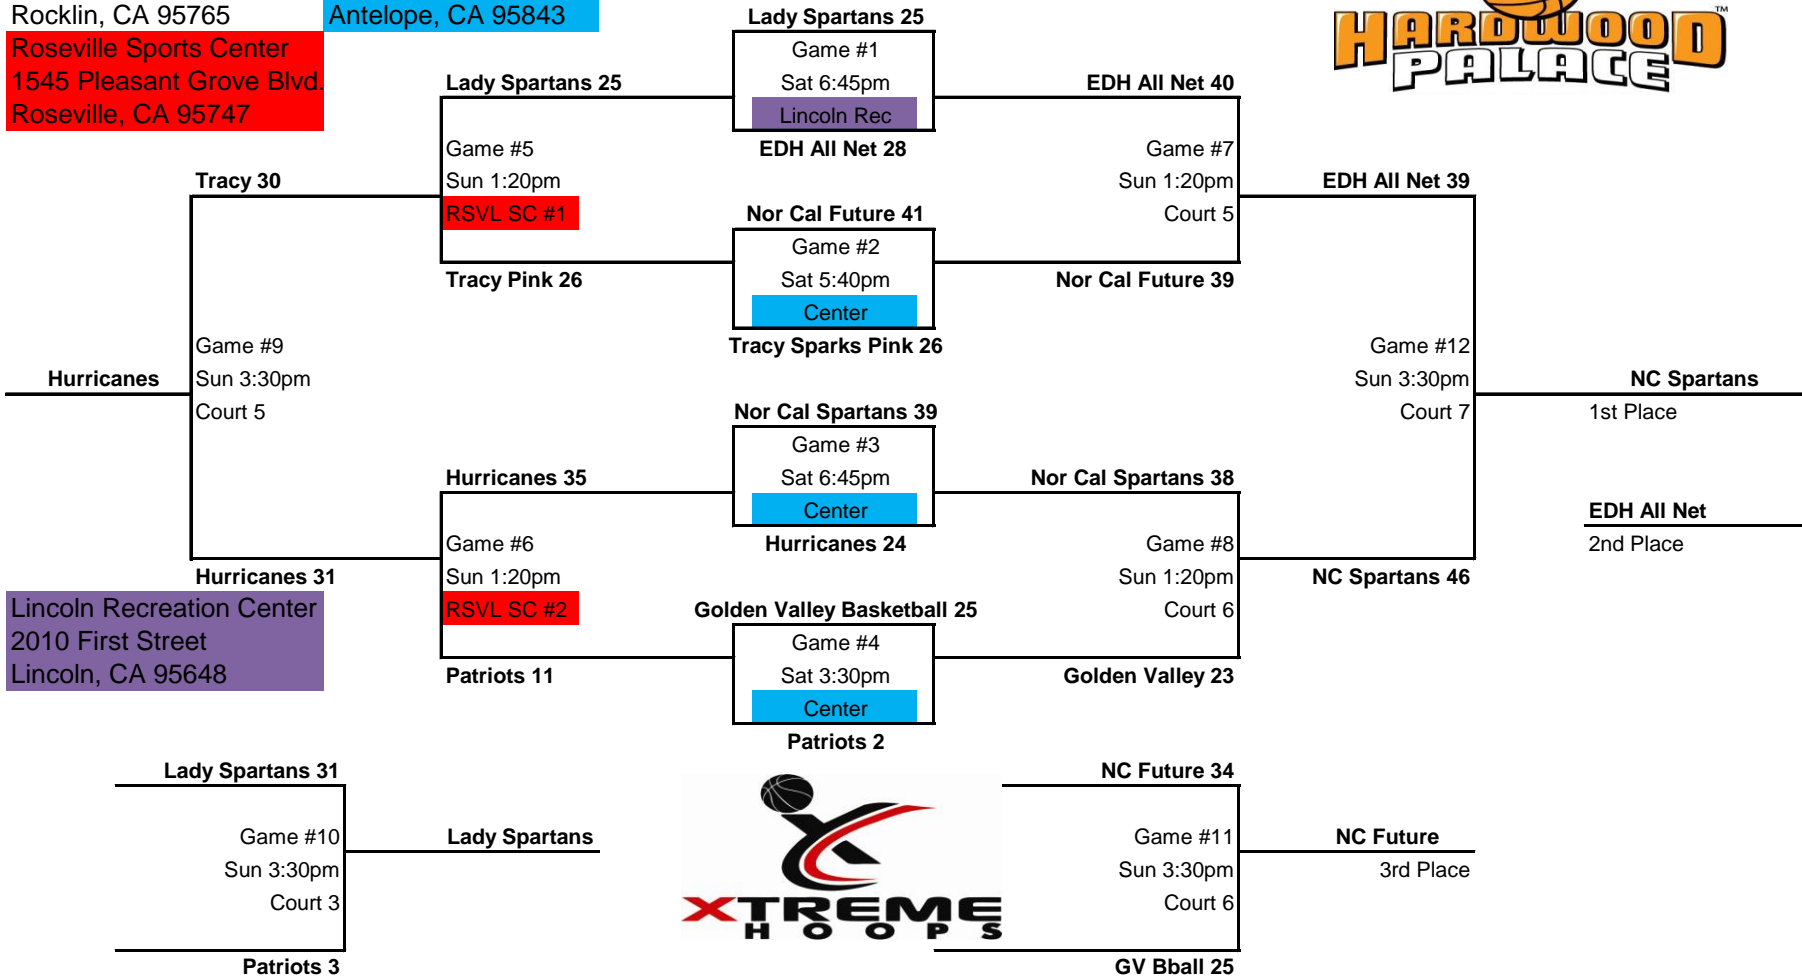 Rocklin, CA 95765
Antelope, CA 95843
Roseville Sports Center
1545 Pleasant Grove Blvd.
Roseville, CA 95747
HARDWOOD
PALACE
TM
Lady Spartans 25
Game #1
Sat 6:45pm
Lincoln Rec
EDH All Net 28
Lady Spartans 25
Game #5
Sun 1:20pm
RSVL SC #1
Tracy Pink 26
EDH All Net 40
Game #7
Sun 1:20pm
Court 5
Nor Cal Future 39
Nor Cal Future 41
Game #2
Sat 5:40pm
Center
Tracy Sparks Pink 26
Tracy 30
Game #9
Sun 3:30pm
Court 5
Hurricanes 31
Hurricanes
EDH All Net 39
Game #12
Sun 3:30pm
Court 7
NC Spartans 46
NC Spartans
1st Place
EDH All Net
2nd Place
Nor Cal Spartans 39
Game #3
Sat 6:45pm
Center
Hurricanes 24
Hurricanes 35
Game #6
Sun 1:20pm
RSVL SC #2
Patriots 11
Nor Cal Spartans 38
Game #8
Sun 1:20pm
Court 6
Golden Valley 23
Golden Valley Basketball 25
Game #4
Sat 3:30pm
Center
Patriots 2
Lincoln Recreation Center
2010 First Street
Lincoln, CA 95648
Lady Spartans 31
Game #10
Sun 3:30pm
Court 3
Patriots 3
Lady Spartans
XTREME
HOOPS
NC Future 34
Game #11
Sun 3:30pm
Court 6
GV Bball 25
NC Future
3rd Place